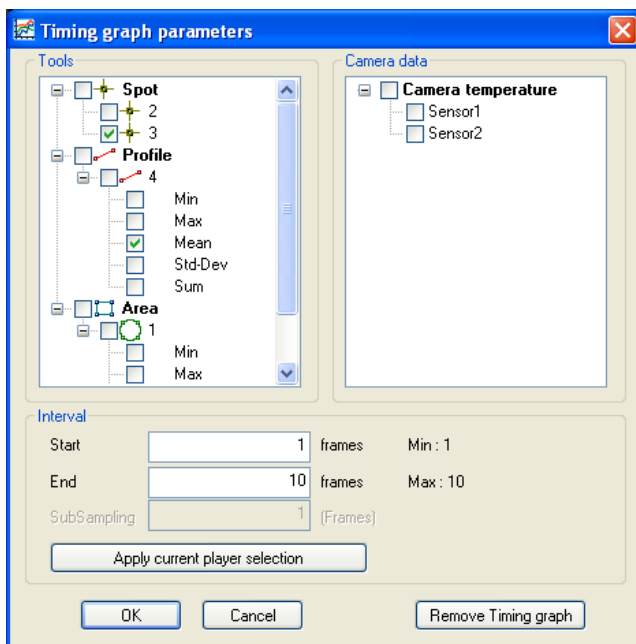 Timing graph parameters
Tools
Spot
2
3
Profile
4
Min
Max
Mean
Std-Dev
Sum
Area
1
Min
Max
Camera data
Camera temperature
Sensor1
Sensor2
Interval
Start 1 frames Min : 1
End 10 frames Max : 10
SubSampling 1 (Frames)
Apply current player selection
OK Cancel Remove Timing graph